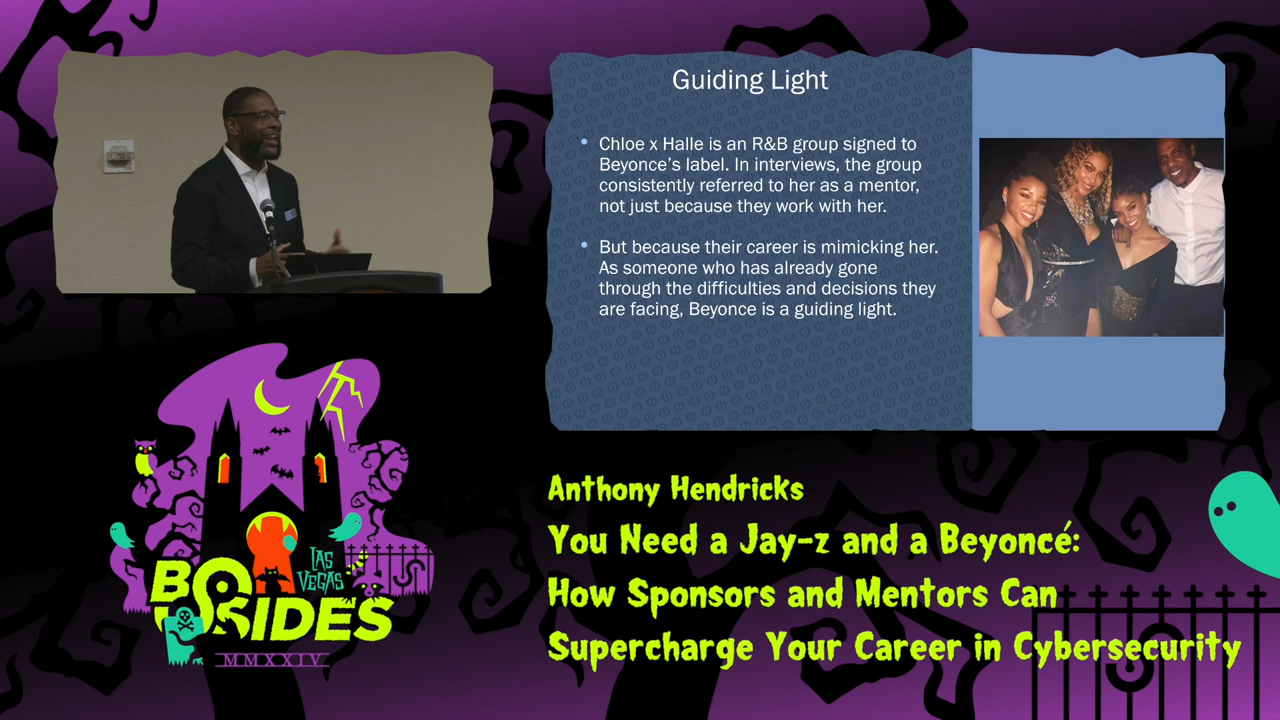 Guiding Light
• Chloe x Halle is an R&B group signed to
Beyonce's label. In interviews, the group
consistently referred to her as a mentor,
not just because they work with her.
• But because their career is mimicking her.
As someone who has already gone
through the difficulties and decisions they
are facing, Beyonce is a guiding light.
LAS
VEGAS
BSIDES
MMXXIV
Anthony Hendricks
You Need a Jay-z and a Beyoncé:
How Sponsors and Mentors Can
Supercharge Your Career in Cybersecurity